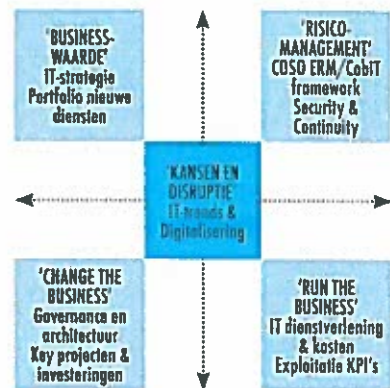 'BUSINESS-
WAARDE'
IT-strategie
Portfolio nieuwe
diensten
'RISICO-
MANAGEMENT'
COSO ERM/CobIT
framework
Security &
Continuity
'KANSEN EN
DISRUPTIE'
IT-trends &
Digitalisering
'CHANGE THE
BUSINESS'
Governance en
architectuur
Key projecten &
investeringen
'RUN THE
BUSINESS'
IT dienstverlening
& kosten
Exploitatie KPI's